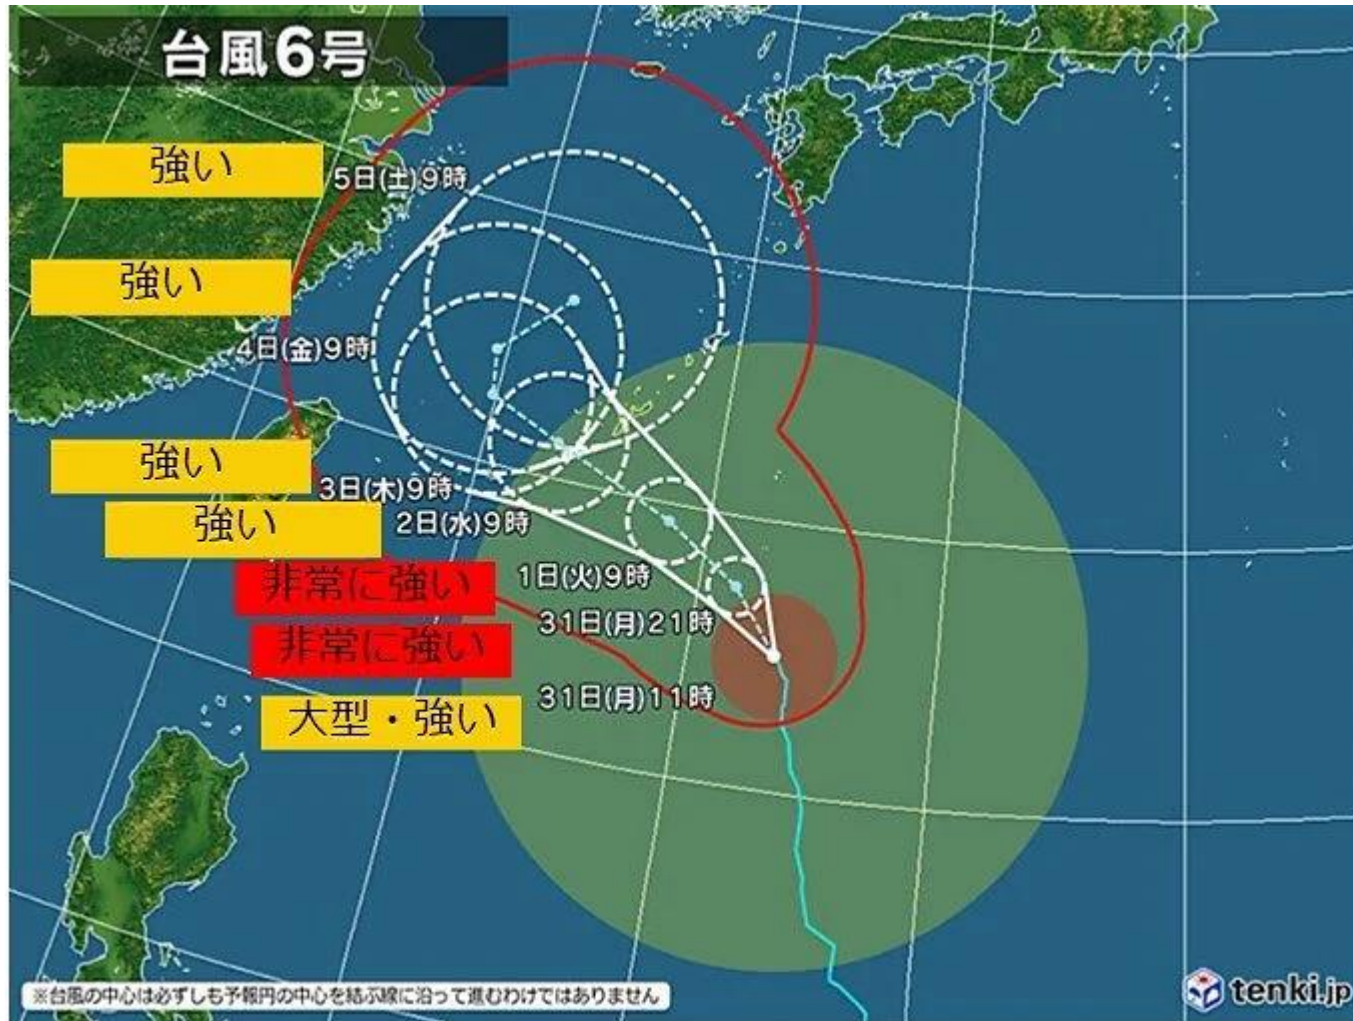 台風6号
強い
5日(土)9時
強い
4日(金)9時
強い
3日(木)9時
強い
2日(水)9時
非常に強い
1日(火)9時
非常に強い
31日(月)21時
大型・強い
31日(月)11時
※台風の中心は必ずしも予報円の中心を結ぶ線に沿って進むわけではありません
tenki.jp